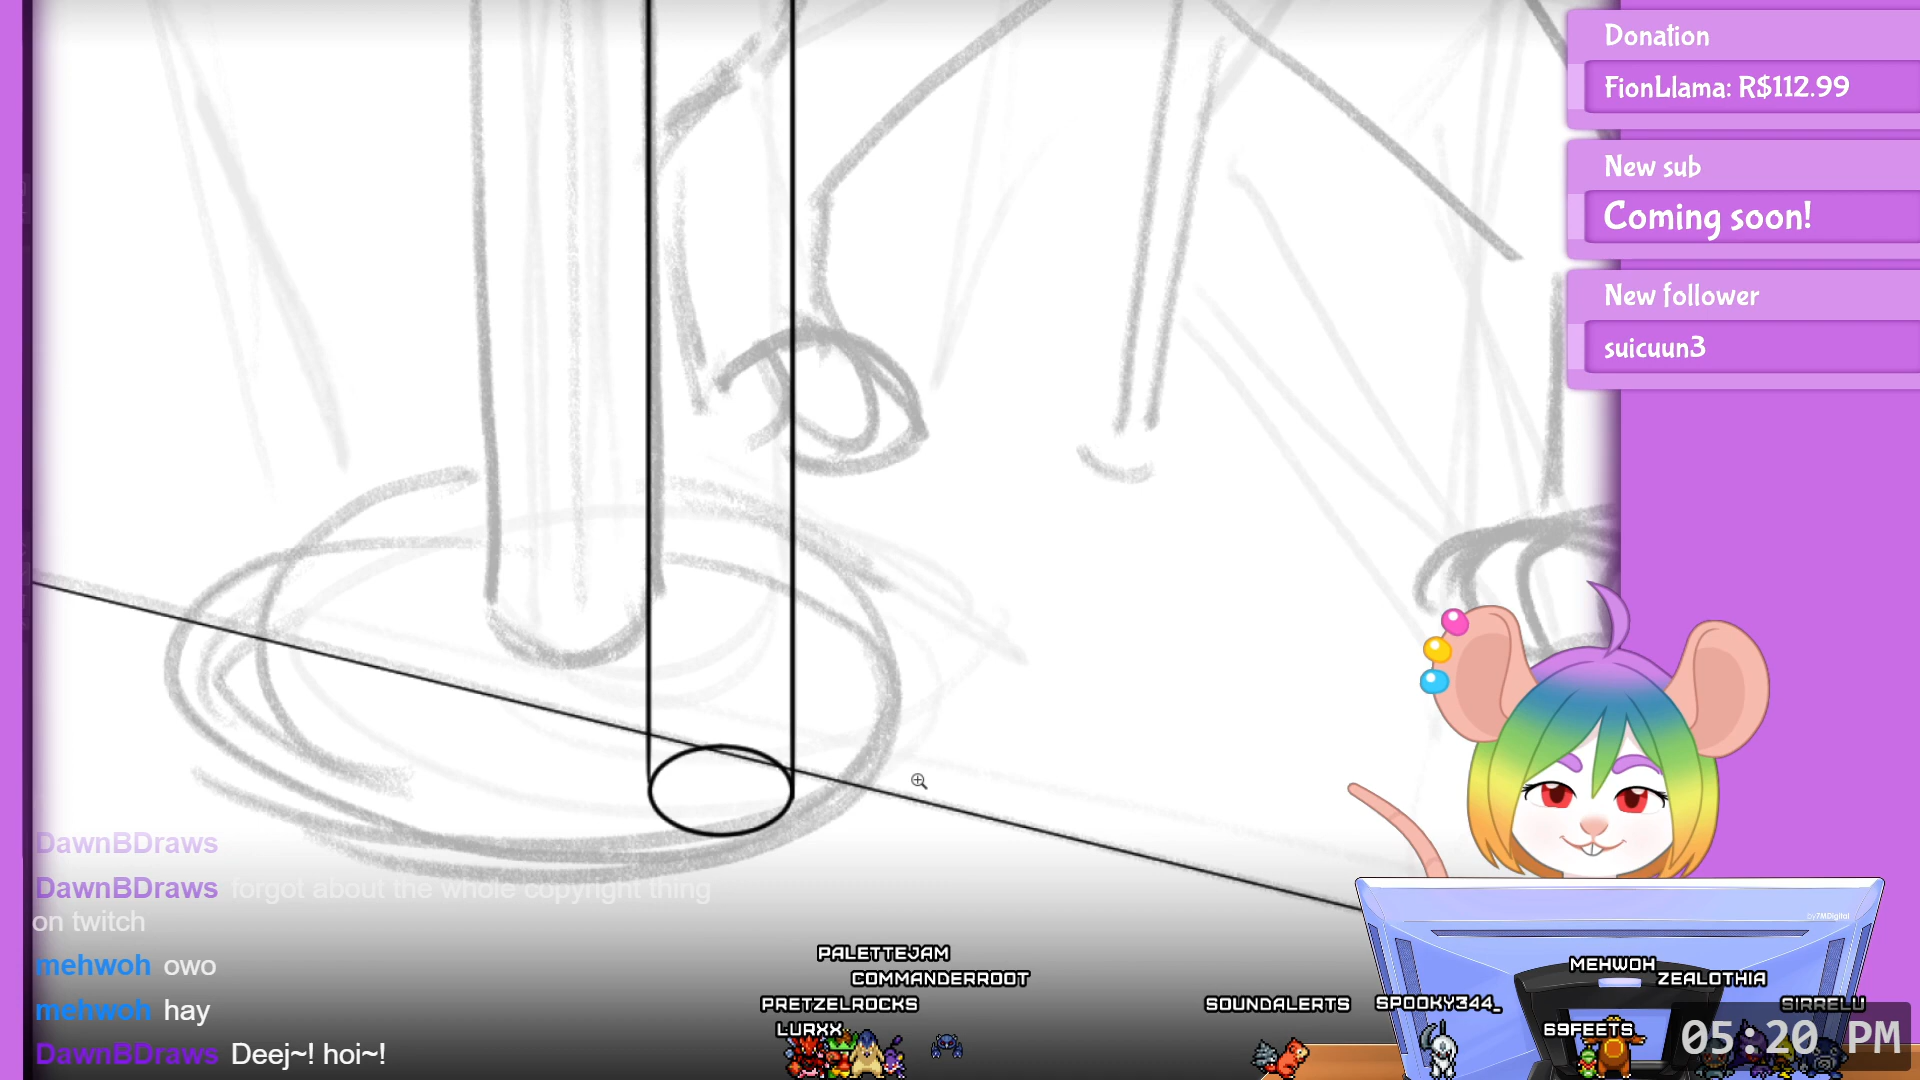 Donation
FionLlama: R$112.99
New sub
Coming soon!
New follower
suicuun3
DawnBDraws
DawnBDraws forgot about the whole copyright thing
on twitch
mehwoh owo
mehwoh hay
DawnBDraws Deej~! hoi~!
PALETTEJAM
COMMANDERROOT
PRETZELROCKS
LURXX
SOUNDALERTS
SPOOKY344_
69FEETS
MEHWOH
ZEALOTHIA
SIRRELU
by7MDigital
05:20 PM